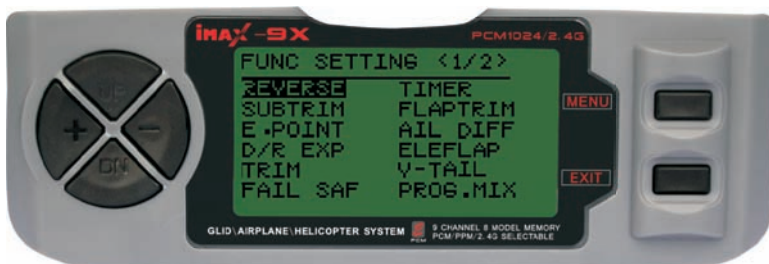 iMAX-9X PCM1024/2.4G
FUNC SETTING <1/2>
REVERSE TIMER
SUBTRIM FLAPTRIM
E.POINT AIL DIFF
D/R EXP ELEFLAP
TRIM V-TAIL
FAIL SAF PROG.MIX
UP
+ -
DN
MENU
EXIT
GLID\AIRPLANE\HELICOPTER SYSTEM
PCM
9 CHANNEL 8 MODEL MEMORY
PCM/PPM/2.4G SELECTABLE